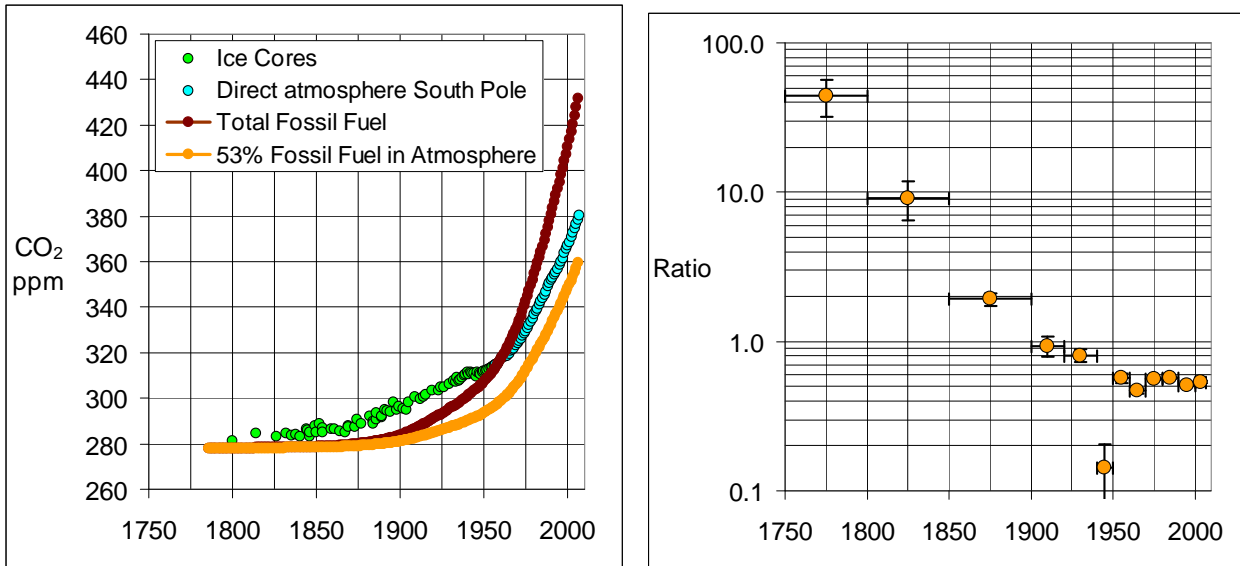 460
440
420
400
380
360
340
320
300
280
260
CO₂
ppm
Ice Cores
Direct atmosphere South Pole
Total Fossil Fuel
53% Fossil Fuel in Atmosphere
1750 1800 1850 1900 1950 2000
100.0
10.0
1.0
0.1
Ratio
1750 1800 1850 1900 1950 2000